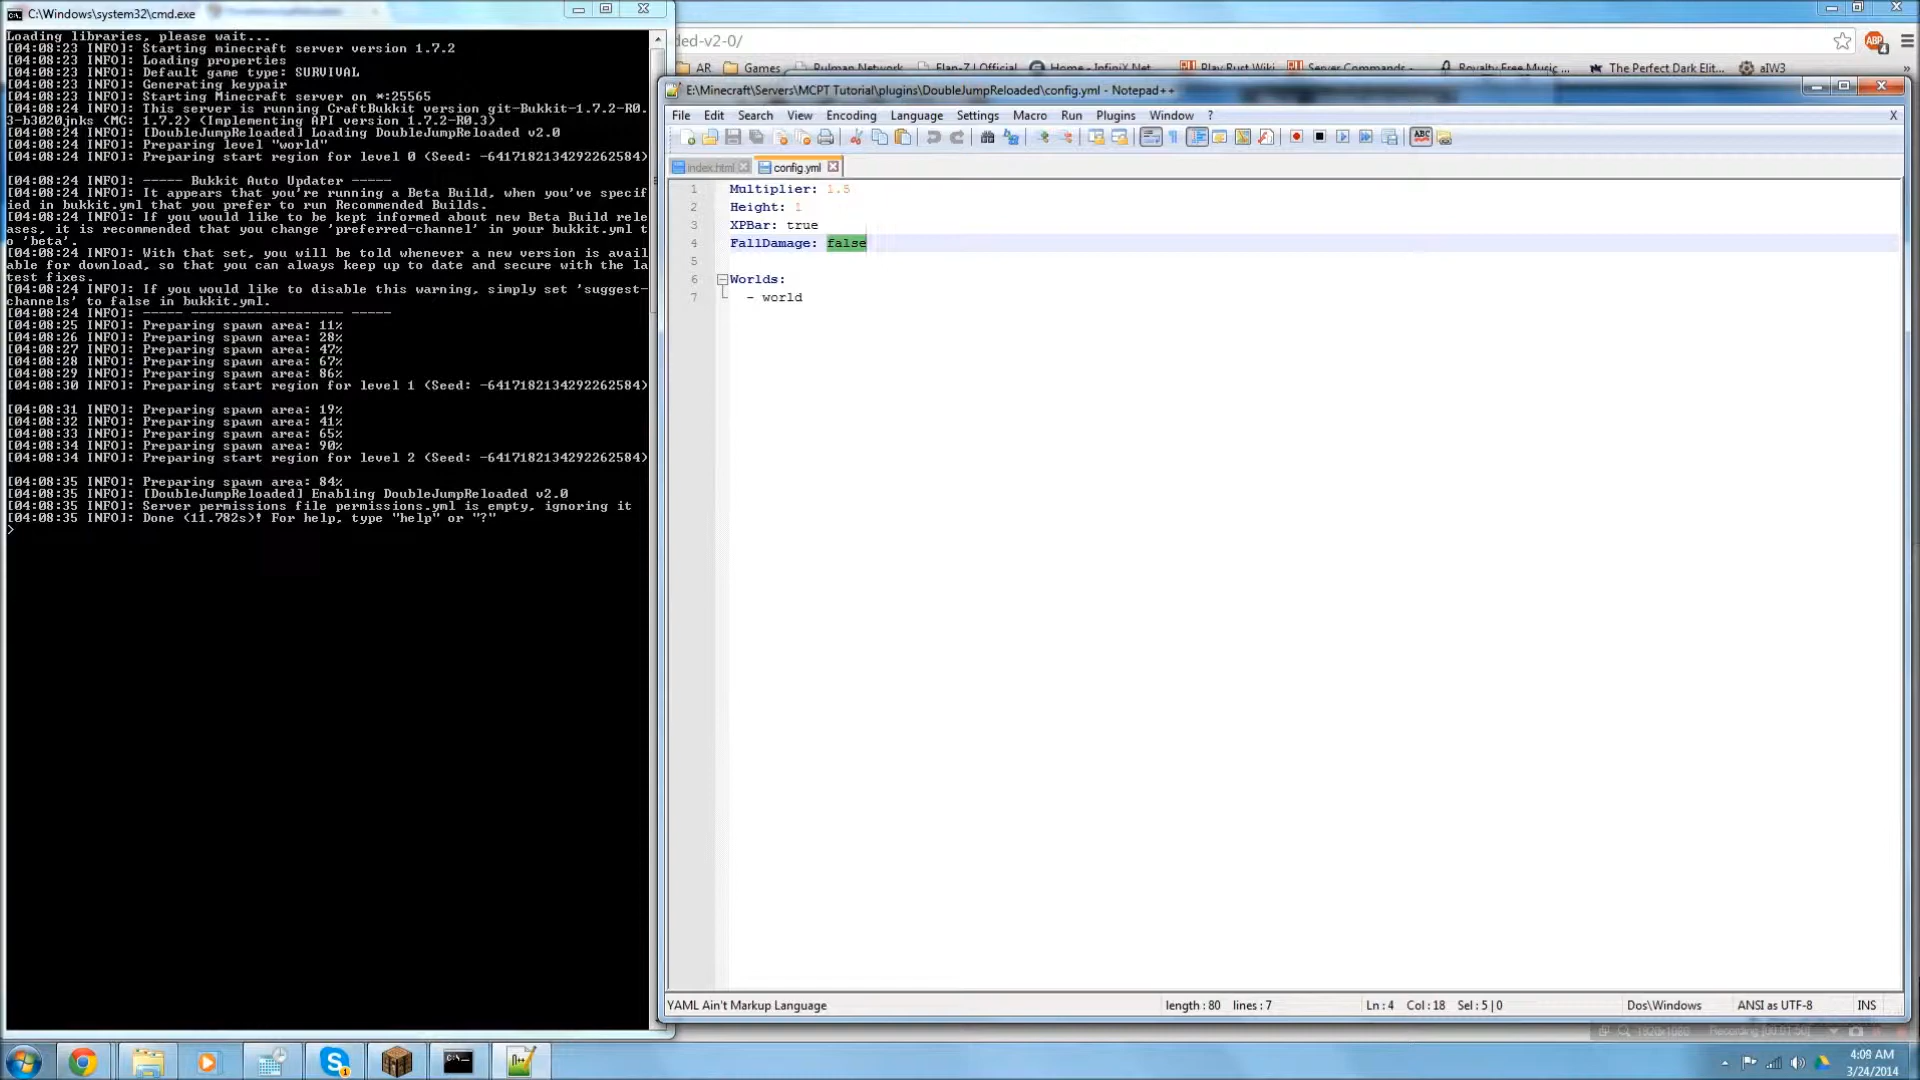 C:\Windows\system32\cmd.exe
Loading libraries, please wait...
[04:08:23 INFO]: Starting minecraft server version 1.7.2
[04:08:23 INFO]: Loading properties
[04:08:23 INFO]: Default game type: SURVIVAL
[04:08:23 INFO]: Generating keypair
[04:08:23 INFO]: Starting Minecraft server on *:25565
[04:08:24 INFO]: This server is running CraftBukkit version git-Bukkit-1.7.2-R0.
3-b3020jnks (MC: 1.7.2) (Implementing API version 1.7.2-R0.3)
[04:08:24 INFO]: [DoubleJumpReloaded] Loading DoubleJumpReloaded v2.0
[04:08:24 INFO]: Preparing level "world"
[04:08:24 INFO]: Preparing start region for level 0 (Seed: -6417182134292262584)
[04:08:24 INFO]: ----- Bukkit Auto Updater -----
[04:08:24 INFO]: It appears that you're running a Beta Build, when you've specif
ied in bukkit.yml that you prefer to run Recommended Builds.
[04:08:24 INFO]: If you would like to be kept informed about new Beta Build rele
ases, it is recommended that you change 'preferred-channel' in your bukkit.yml t
o 'beta'.
[04:08:24 INFO]: With that set, you will be told whenever a new version is avail
able for download, so that you can always keep up to date and secure with the la
test fixes.
[04:08:24 INFO]: If you would like to disable this warning, simply set 'suggest-
channels' to false in bukkit.yml.
[04:08:24 INFO]: ----- ------------------- -----
[04:08:25 INFO]: Preparing spawn area: 11%
[04:08:26 INFO]: Preparing spawn area: 28%
[04:08:27 INFO]: Preparing spawn area: 47%
[04:08:28 INFO]: Preparing spawn area: 67%
[04:08:29 INFO]: Preparing spawn area: 86%
[04:08:30 INFO]: Preparing start region for level 1 (Seed: -6417182134292262584)
[04:08:31 INFO]: Preparing spawn area: 19%
[04:08:32 INFO]: Preparing spawn area: 41%
[04:08:33 INFO]: Preparing spawn area: 65%
[04:08:34 INFO]: Preparing spawn area: 90%
[04:08:34 INFO]: Preparing start region for level 2 (Seed: -6417182134292262584)
[04:08:35 INFO]: Preparing spawn area: 84%
[04:08:35 INFO]: [DoubleJumpReloaded] Enabling DoubleJumpReloaded v2.0
[04:08:35 INFO]: Server permissions file permissions.yml is empty, ignoring it
[04:08:35 INFO]: Done (11.782s)! For help, type "help" or "?"
>
ded-v2-0/
ABP 4
AR Games Pulman Network Flan-Z | Official Home - InfiniX Net Play Rust Wiki Server Commands - Royalty Free Music ... The Perfect Dark Elit... aIW3 »
E:\Minecraft\Servers\MCPT Tutorial\plugins\DoubleJumpReloaded\config.yml - Notepad++
File Edit Search View Encoding Language Settings Macro Run Plugins Window ? X
index.html config.yml
1 Multiplier: 1.5
2 Height: 1
3 XPBar: true
4 FallDamage: false
5
6 Worlds:
7 - world
YAML Ain't Markup Language length : 80 lines : 7 Ln : 4 Col : 18 Sel : 5 | 0 Dos\Windows ANSI as UTF-8 INS
4:09 AM
3/24/2014